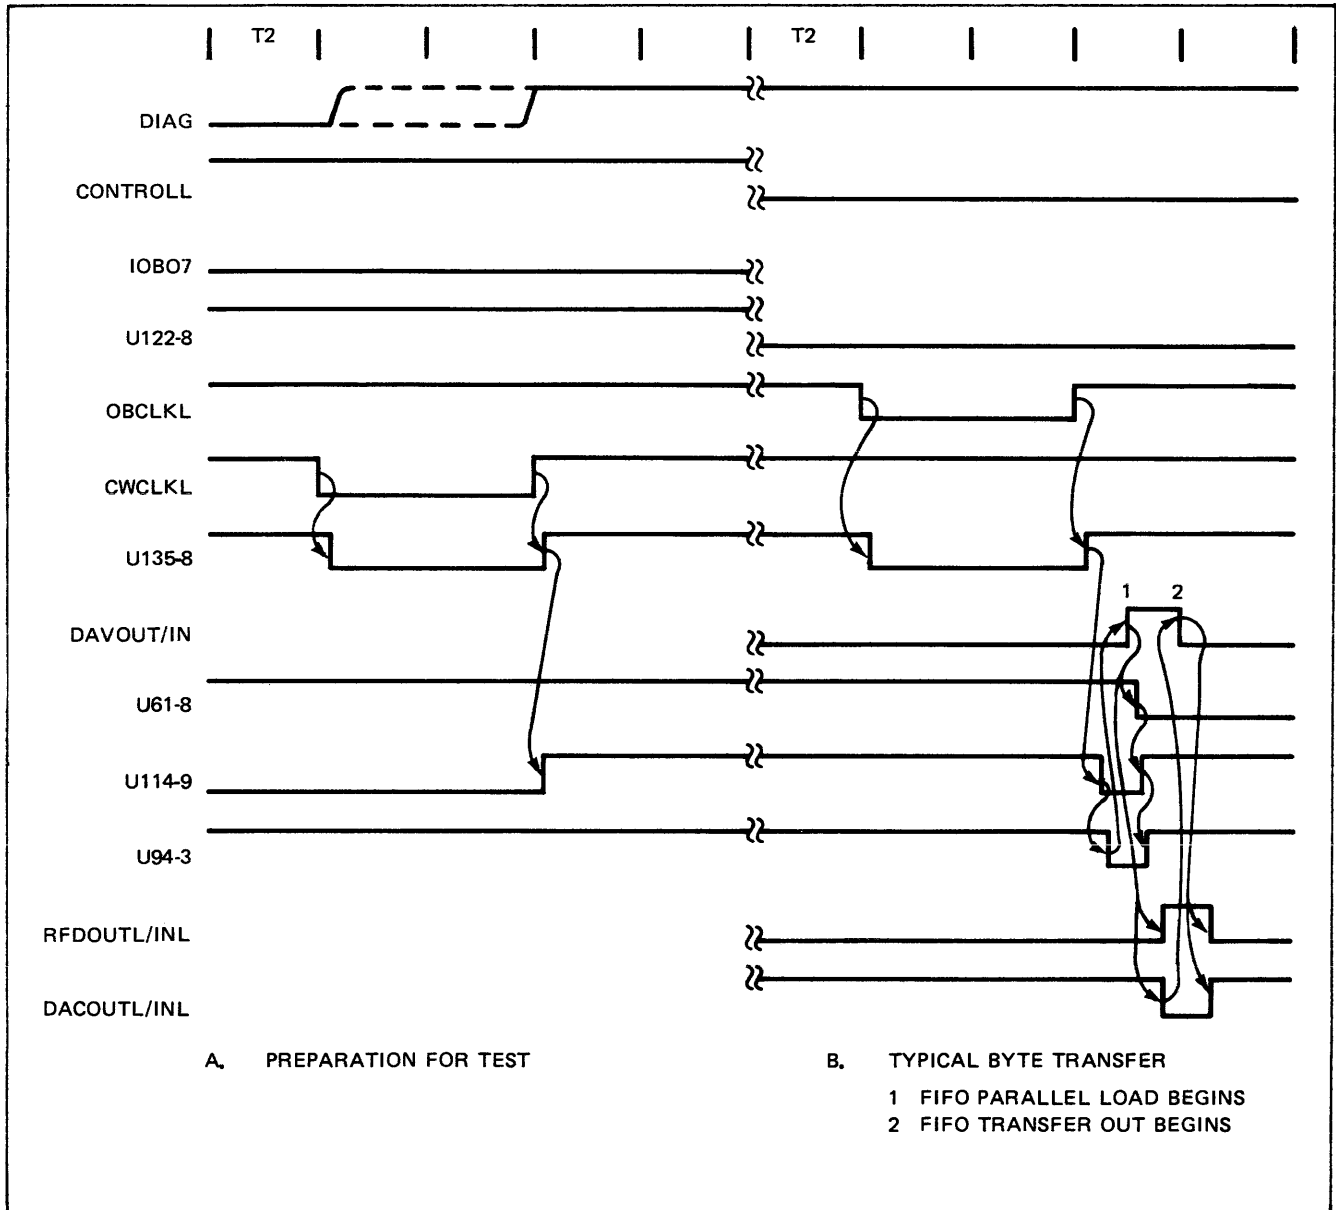 T2 T2
DIAG
CONTROLL
IOBO7
U122-8
OBCLKL
CWCLKL
U135-8
1 2
DAVOUT/IN
U61-8
U114-9
U94-3
RFDOUTL/INL
DACOUTL/INL
A. PREPARATION FOR TEST
B. TYPICAL BYTE TRANSFER
1 FIFO PARALLEL LOAD BEGINS
2 FIFO TRANSFER OUT BEGINS